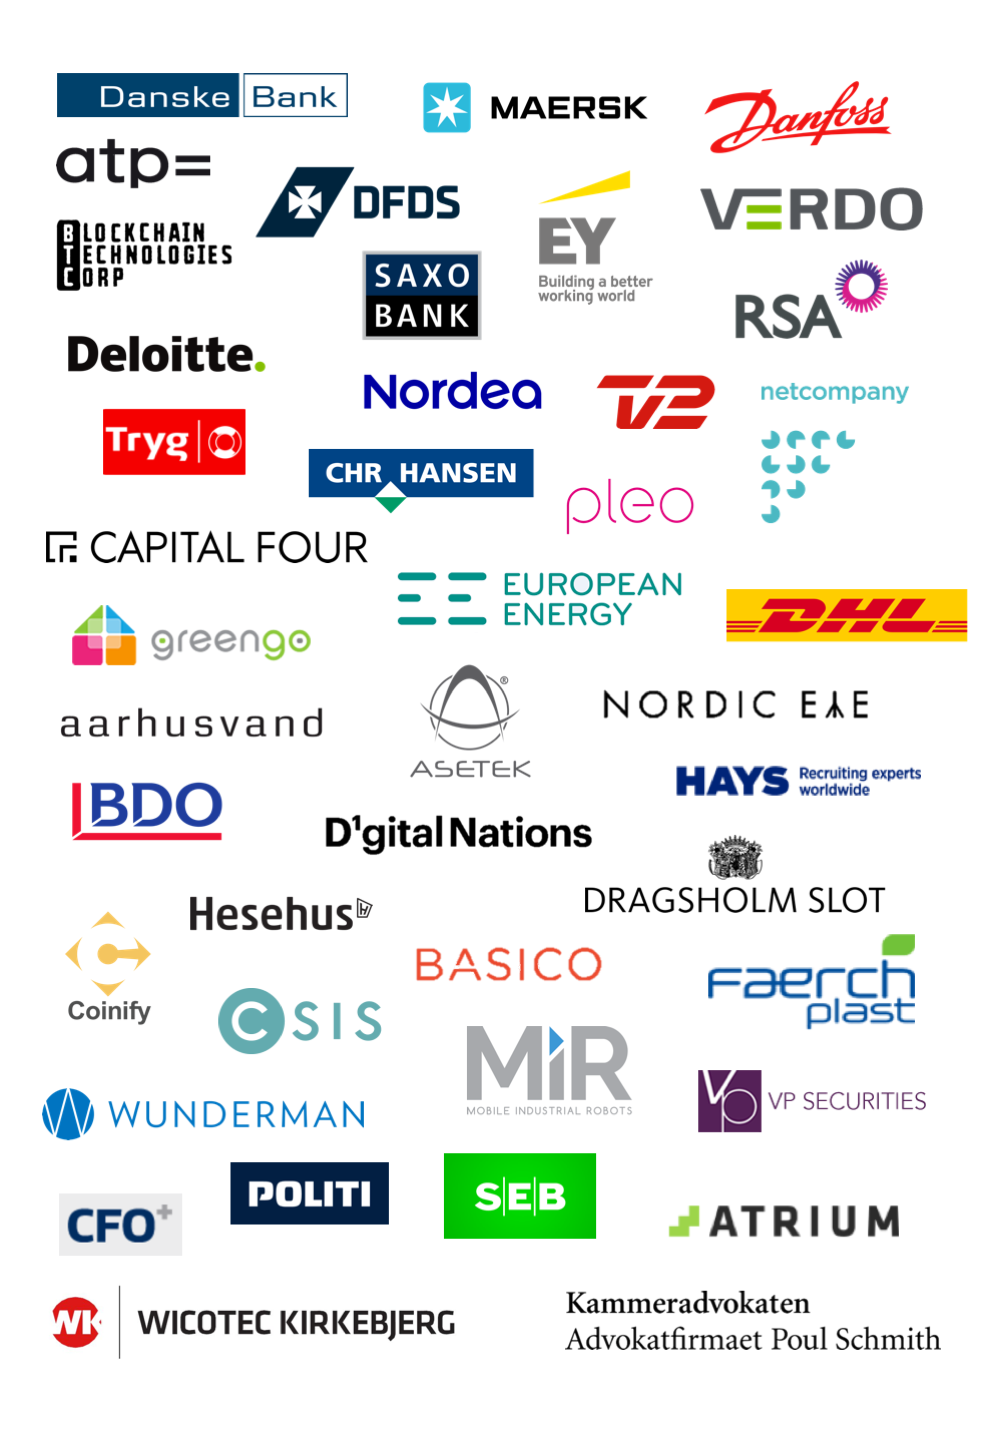 Danske Bank
MAERSK
Danfoss
atp=
DFDS
EY
Building a better
working world
VERDO
BLOCKCHAIN
TECHNOLOGIES
CORP
SAXO
BANK
RSA
Deloitte.
Nordea
TV2
netcompany
Tryg
CHR HANSEN
pleo
CAPITAL FOUR
EUROPEAN
ENERGY
DHL
greengo
®
ASETEK
NORDIC EYE
aarhusvand
HAYS Recruiting experts
worldwide
BDO
D1gital Nations
DRAGSHOLM SLOT
Hesehus
Coinify
BASICO
faerch
plast
CSIS
MiR
MOBILE INDUSTRIAL ROBOTS
VP VP SECURITIES
WUNDERMAN
POLITI
S|E|B
CFO+
ATRIUM
WK WICOTEC KIRKEBJERG
Kammeradvokaten
Advokatfirmaet Poul Schmith